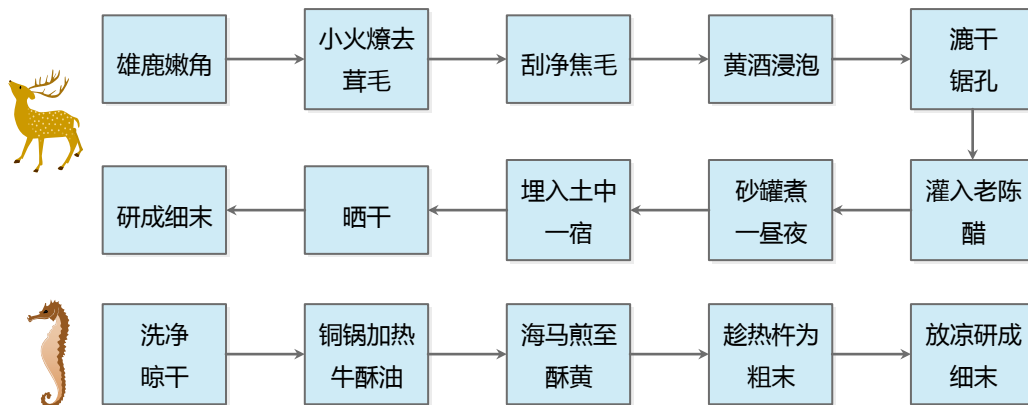 雄鹿嫩角
小火燎去
茸毛
刮净焦毛
黄酒浸泡
漉干
锯孔
灌入老陈
醋
砂罐煮
一昼夜
埋入土中
一宿
晒干
研成细末
洗净
晾干
铜锅加热
牛酥油
海马煎至
酥黄
趁热杵为
粗末
放凉研成
细末